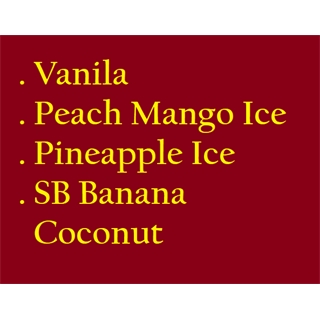 . Vanila
. Peach Mango Ice
. Pineapple Ice
. SB Banana
Coconut